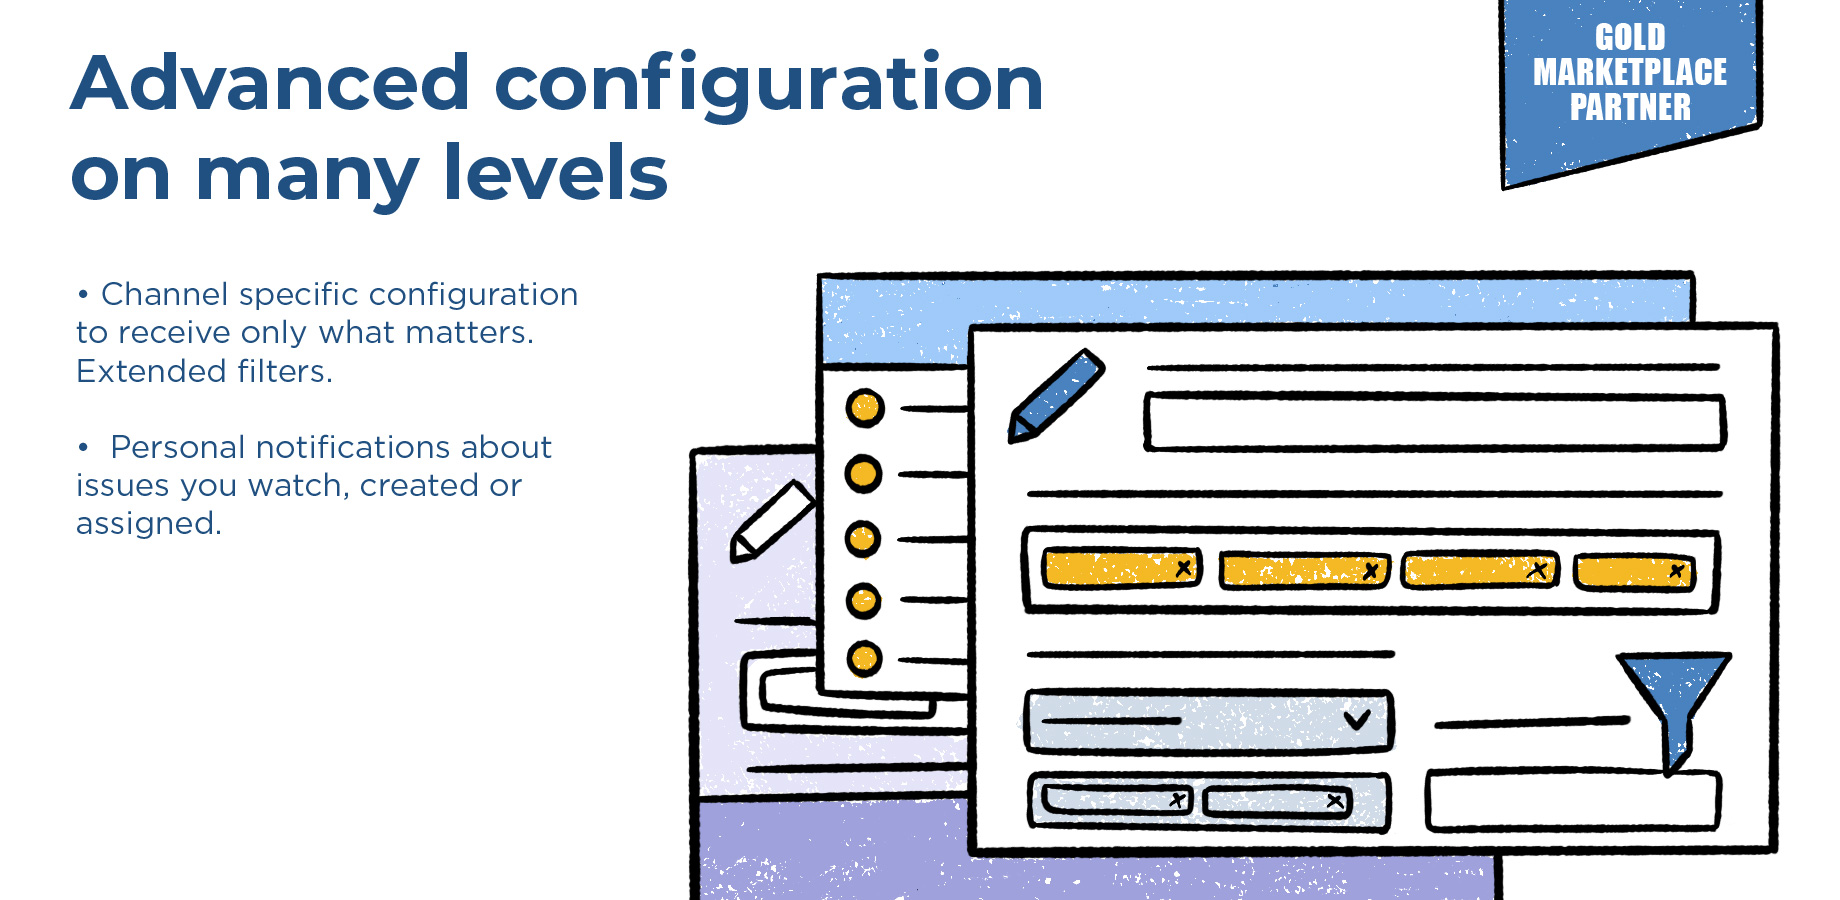 Advanced configuration
on many levels
GOLD
MARKETPLACE
PARTNER
• Channel specific configuration
to receive only what matters.
Extended filters.
• Personal notifications about
issues you watch, created or
assigned.